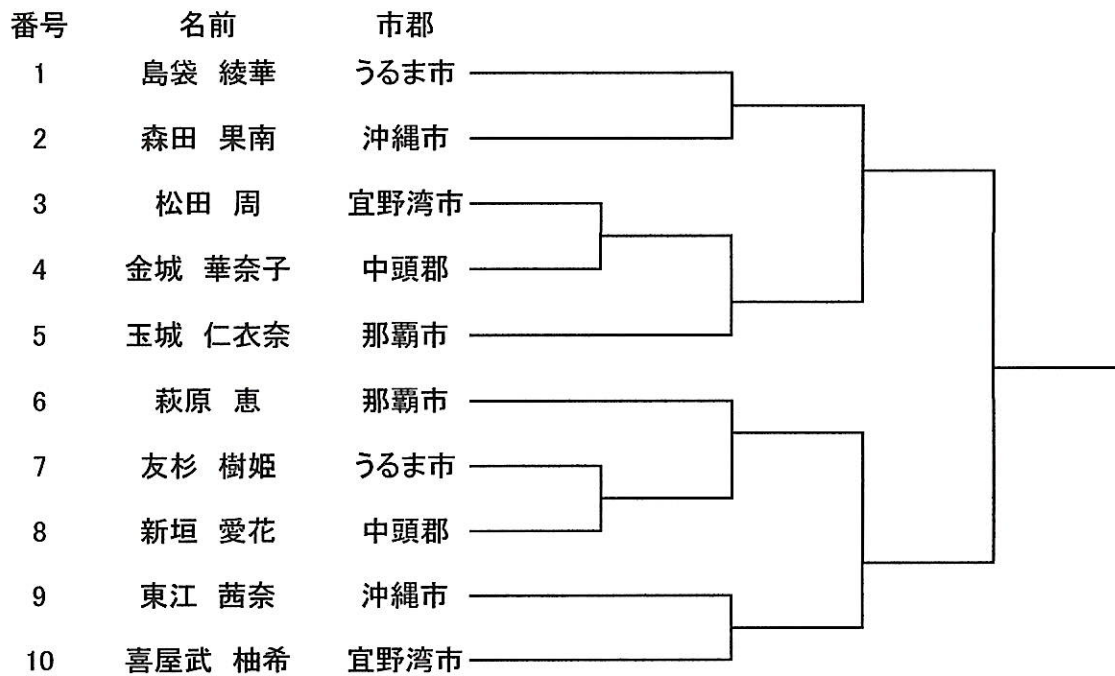 番号 名前 市郡
1 島袋 綾華 うるま市
2 森田 果南 沖縄市
3 松田 周 宜野湾市
4 金城 華奈子 中頭郡
5 玉城 仁衣奈 那覇市
6 萩原 恵 那覇市
7 友杉 樹姫 うるま市
8 新垣 愛花 中頭郡
9 東江 茜奈 沖縄市
10 喜屋武 柚希 宜野湾市